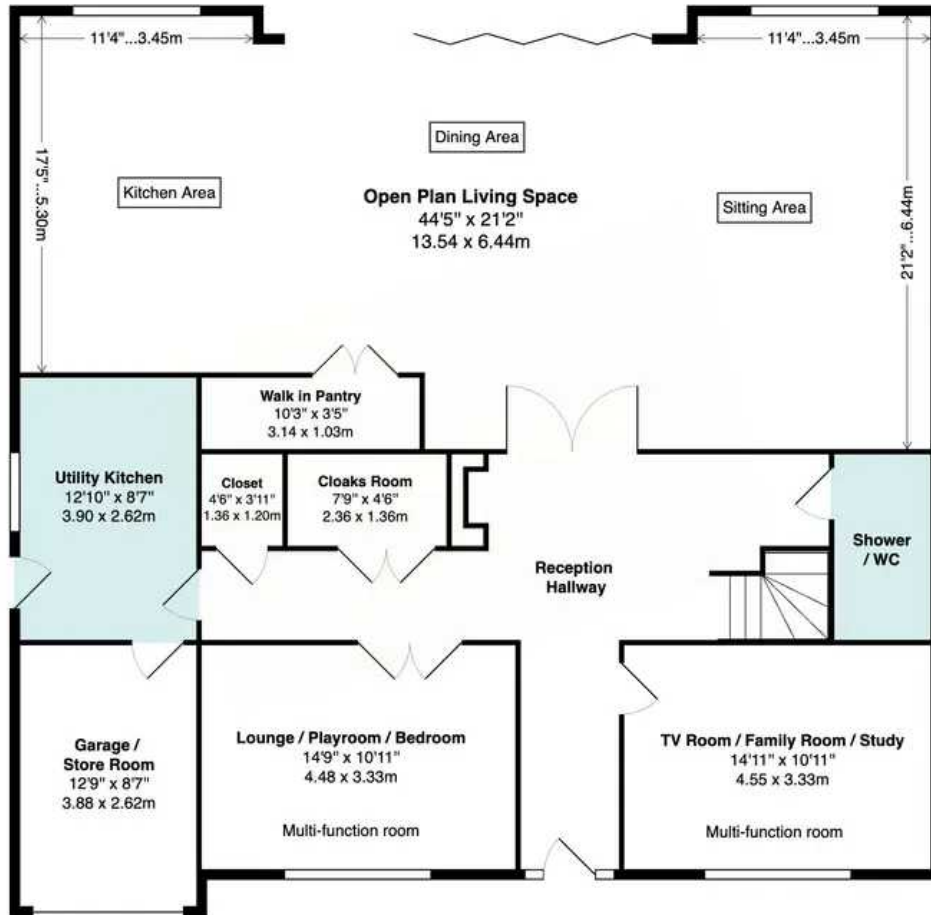 11'4"...3.45m
11'4"...3.45m
17'5"...5.30m
21'2"...6.44m
Dining Area
Kitchen Area
Open Plan Living Space
44'5" x 21'2"
13.54 x 6.44m
Sitting Area
Walk in Pantry
10'3" x 3'5"
3.14 x 1.03m
Utility Kitchen
12'10" x 8'7"
3.90 x 2.62m
Closet
4'6" x 3'11"
1.36 x 1.20m
Cloaks Room
7'9" x 4'6"
2.36 x 1.36m
Reception
Hallway
Shower
/ WC
Garage /
Store Room
12'9" x 8'7"
3.88 x 2.62m
Lounge / Playroom / Bedroom
14'9" x 10'11"
4.48 x 3.33m
Multi-function room
TV Room / Family Room / Study
14'11" x 10'11"
4.55 x 3.33m
Multi-function room